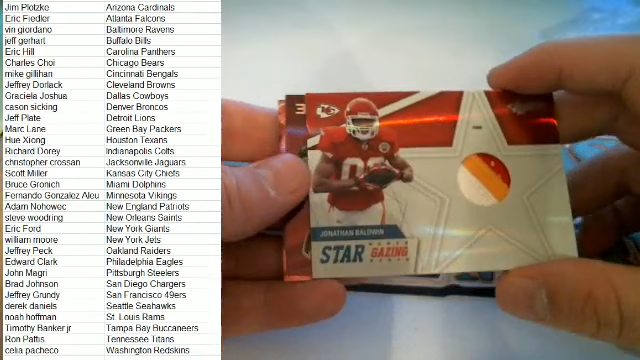 Jim Plotzke Arizona Cardinals
Eric Fiedler Atlanta Falcons
vin giordano Baltimore Ravens
jeff gerhart Buffalo Bills
Eric Hill Carolina Panthers
Charles Choi Chicago Bears
mike gillihan Cincinnati Bengals
Jeffrey Dorlack Cleveland Browns
Graciela Joshua Dallas Cowboys
cason sicking Denver Broncos
Jeff Plate Detroit Lions
Marc Lane Green Bay Packers
Hue Xiong Houston Texans
Richard Dorey Indianapolis Colts
christopher crossan Jacksonville Jaguars
Scott Miller Kansas City Chiefs
Bruce Gronich Miami Dolphins
Fernando Gonzalez Aleu Minnesota Vikings
Adam Nohowec New England Patriots
steve woodring New Orleans Saints
Eric Ford New York Giants
william moore New York Jets
Jeffrey Peck Oakland Raiders
Edward Clark Philadelphia Eagles
John Magri Pittsburgh Steelers
Brad Johnson San Diego Chargers
Jeffrey Grundy San Francisco 49ers
derek daniels Seattle Seahawks
noah hoffman St. Louis Rams
Timothy Banker jr Tampa Bay Buccaneers
Ron Pattis Tennessee Titans
celia pacheco Washington Redskins
JONATHAN BALDWIN
STAR GAZING